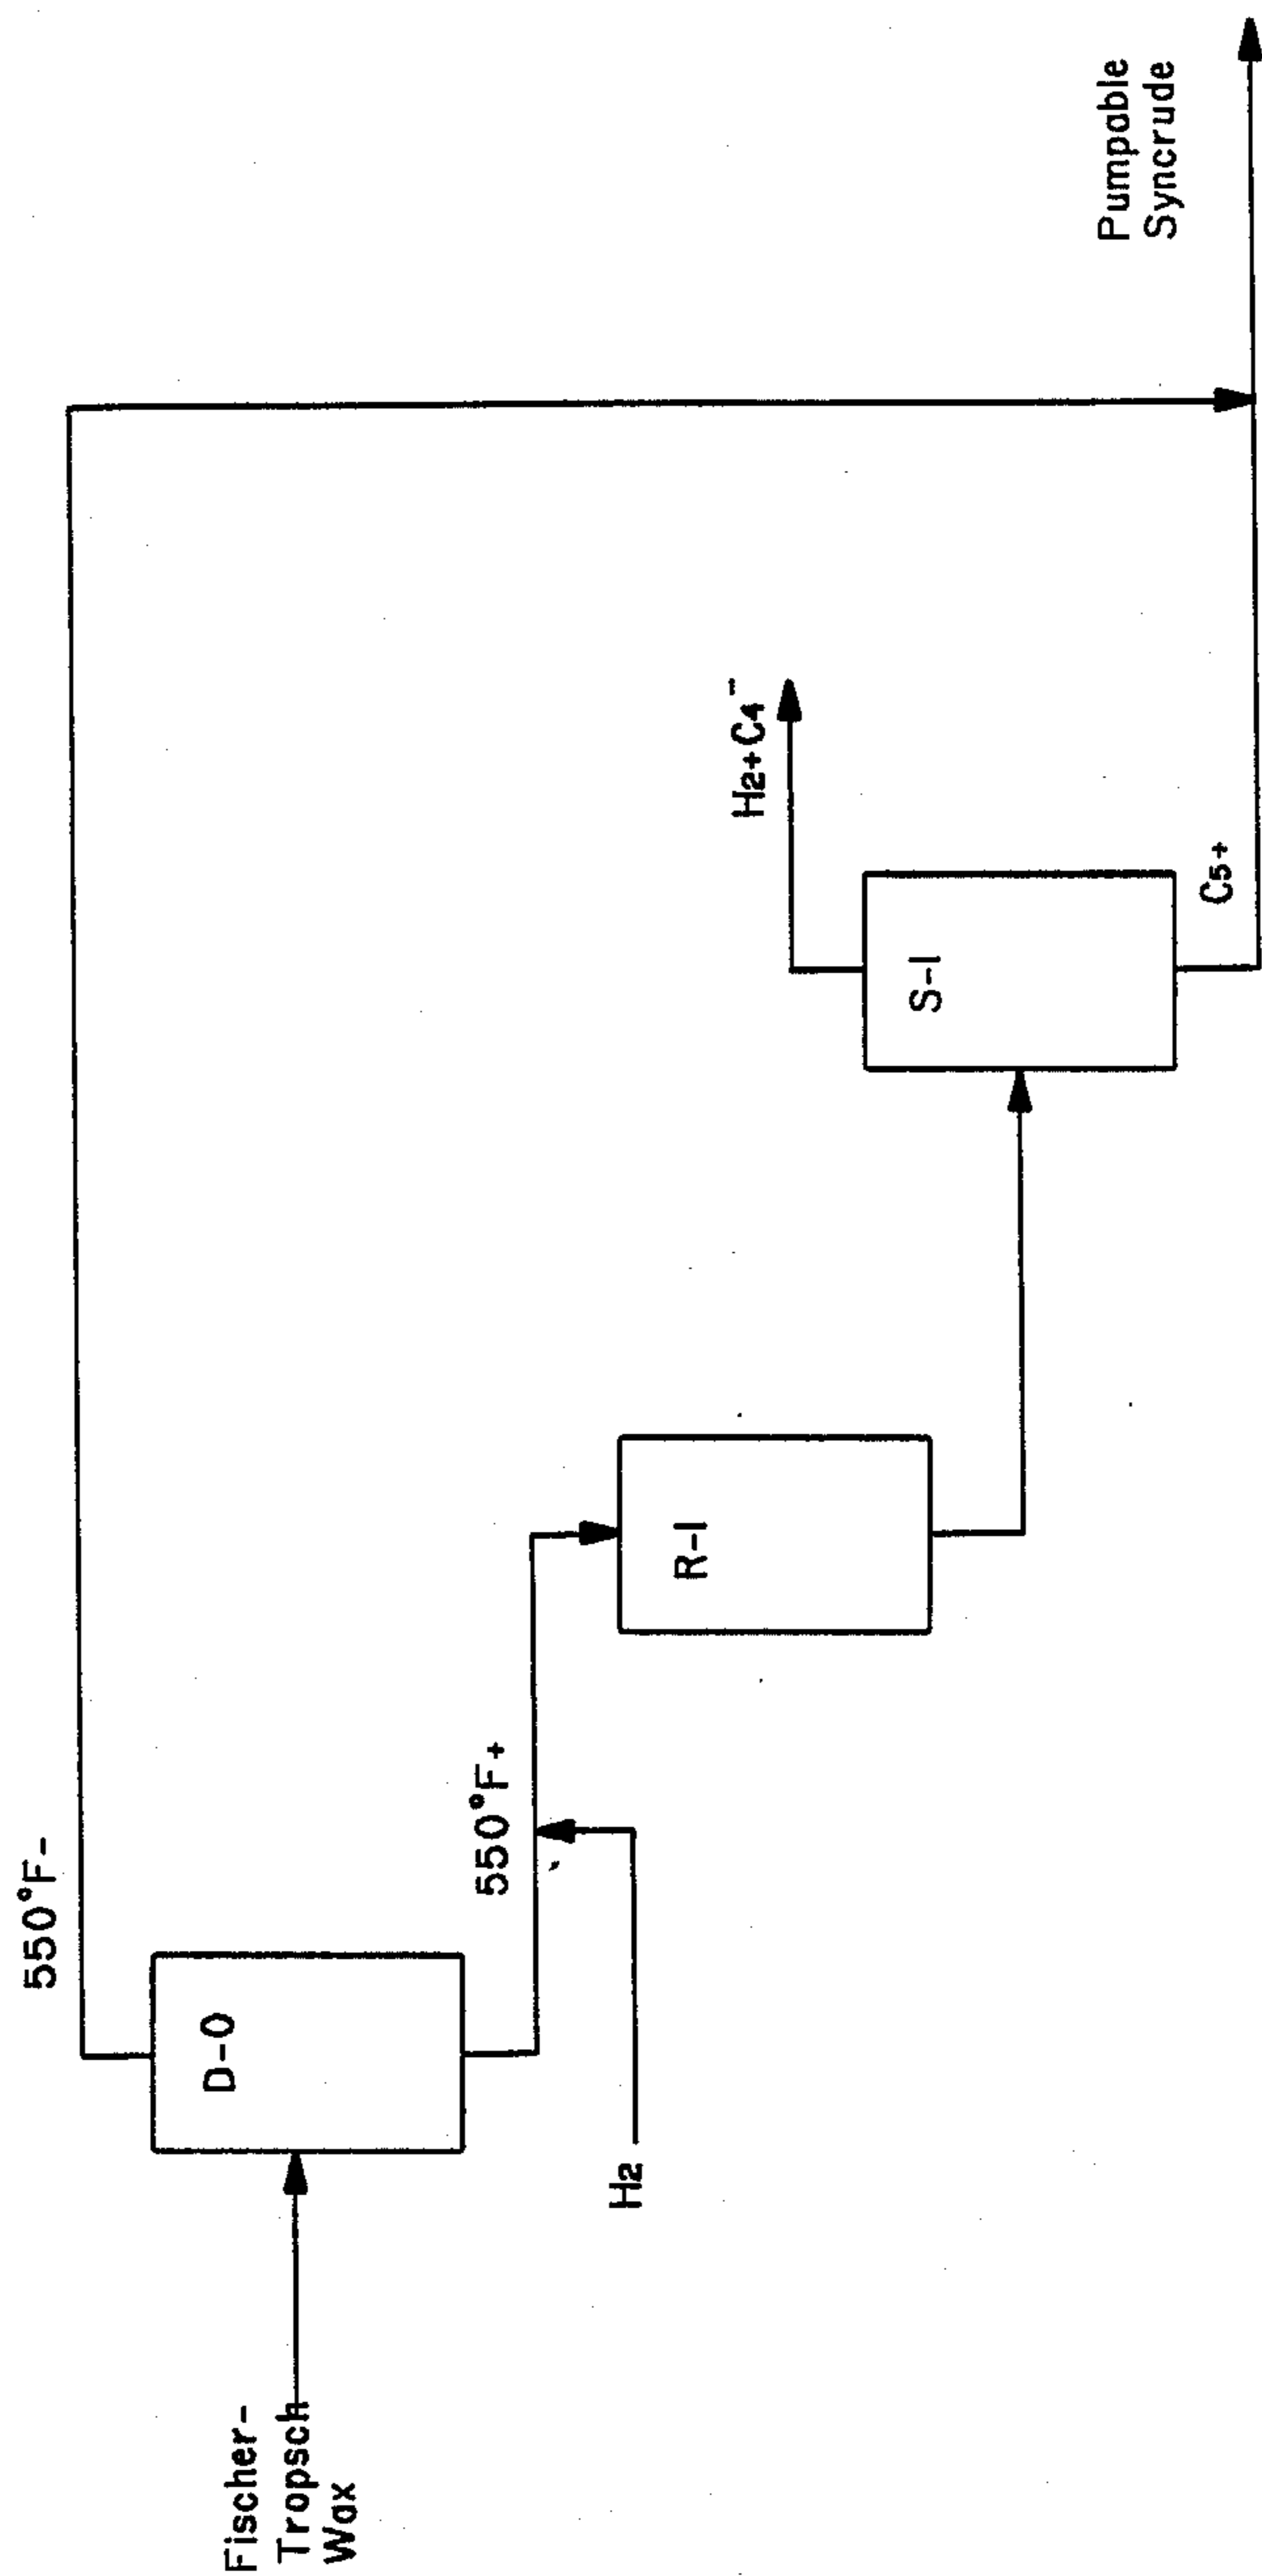 550°F-
D-O
Fischer-
Tropsch
Wax
550°F+
H2
R-I
H2+C4-
S-I
C5+
Pumpable
Syncrude